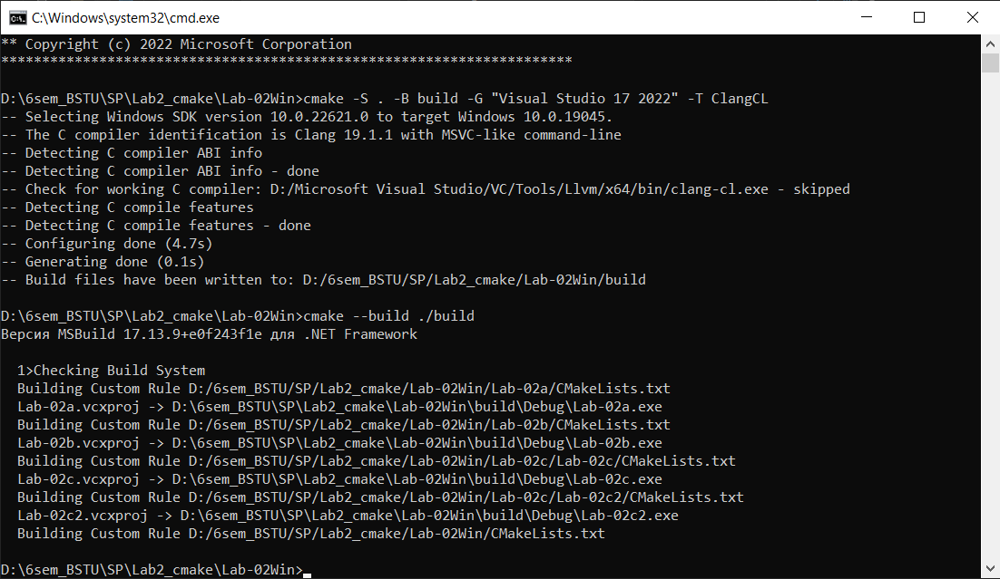 C:\Windows\system32\cmd.exe
** Copyright (c) 2022 Microsoft Corporation
**********************************************************************
D:\6sem_BSTU\SP\Lab2_cmake\Lab-02Win>cmake -S . -B build -G "Visual Studio 17 2022" -T ClangCL
-- Selecting Windows SDK version 10.0.22621.0 to target Windows 10.0.19045.
-- The C compiler identification is Clang 19.1.1 with MSVC-like command-line
-- Detecting C compiler ABI info
-- Detecting C compiler ABI info - done
-- Check for working C compiler: D:/Microsoft Visual Studio/VC/Tools/Llvm/x64/bin/clang-cl.exe - skipped
-- Detecting C compile features
-- Detecting C compile features - done
-- Configuring done (4.7s)
-- Generating done (0.1s)
-- Build files have been written to: D:/6sem_BSTU/SP/Lab2_cmake/Lab-02Win/build
D:\6sem_BSTU\SP\Lab2_cmake\Lab-02Win>cmake --build ./build
Версия MSBuild 17.13.9+e0f243f1e для .NET Framework
1>Checking Build System
Building Custom Rule D:/6sem_BSTU/SP/Lab2_cmake/Lab-02Win/Lab-02a/CMakeLists.txt
Lab-02a.vcxproj -> D:\6sem_BSTU\SP\Lab2_cmake\Lab-02Win\build\Debug\Lab-02a.exe
Building Custom Rule D:/6sem_BSTU/SP/Lab2_cmake/Lab-02Win/Lab-02b/CMakeLists.txt
Lab-02b.vcxproj -> D:\6sem_BSTU\SP\Lab2_cmake\Lab-02Win\build\Debug\Lab-02b.exe
Building Custom Rule D:/6sem_BSTU/SP/Lab2_cmake/Lab-02Win/Lab-02c/Lab-02c/CMakeLists.txt
Lab-02c.vcxproj -> D:\6sem_BSTU\SP\Lab2_cmake\Lab-02Win\build\Debug\Lab-02c.exe
Building Custom Rule D:/6sem_BSTU/SP/Lab2_cmake/Lab-02Win/Lab-02c/Lab-02c2/CMakeLists.txt
Lab-02c2.vcxproj -> D:\6sem_BSTU\SP\Lab2_cmake\Lab-02Win\build\Debug\Lab-02c2.exe
Building Custom Rule D:/6sem_BSTU/SP/Lab2_cmake/Lab-02Win/CMakeLists.txt
D:\6sem_BSTU\SP\Lab2_cmake\Lab-02Win>